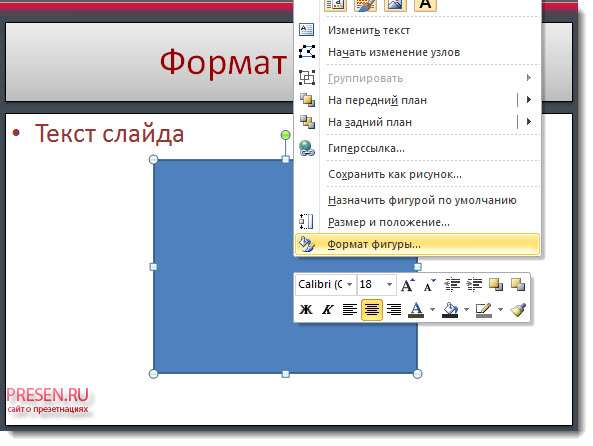 Формат
• Текст слайда
Изменить текст
Начать изменение узлов
Группировать
На передний план
На задний план
Гиперссылка...
Сохранить как рисунок...
Назначить фигурой по умолчанию
Размер и положение...
Формат фигуры...
Calibri (С 18 A A
Ж К A
PRESEN.RU
сайт о презетнациях